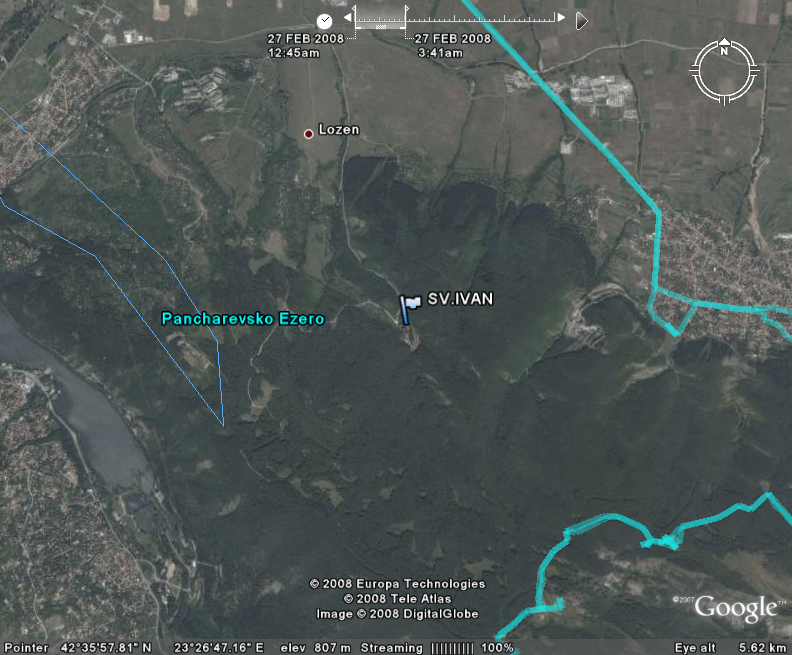 27 FEB 2008
12:45am
27 FEB 2008
3:41am
N
Lozen
SV.IVAN
Pancharevsko Ezero
© 2008 Europa Technologies
© 2008 Tele Atlas
Image © 2008 DigitalGlobe
©2007 Google™
Pointer 42°35'57.81" N 23°26'47.16" E elev 807 m Streaming |||||||||| 100% Eye alt 5.62 km